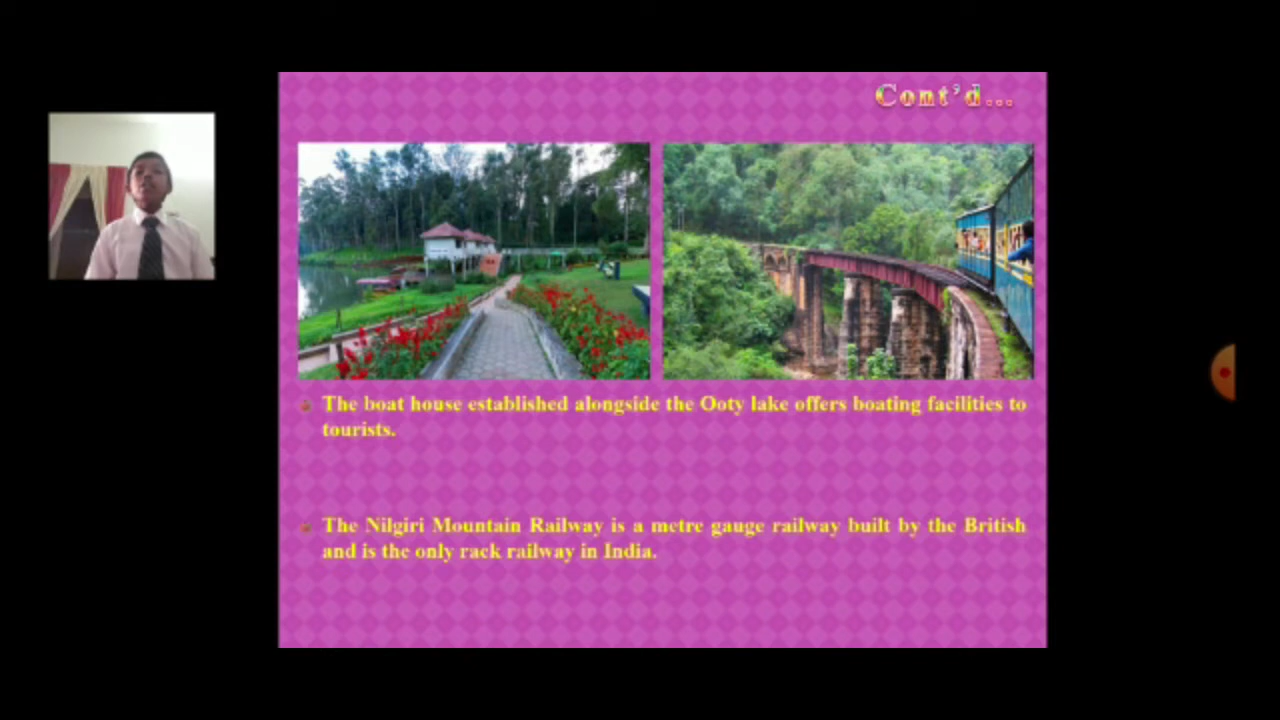 Cont'd...
The boat house established alongside the Ooty lake offers boating facilities to
tourists.
The Nilgiri Mountain Railway is a metre gauge railway built by the British
and is the only rack railway in India.